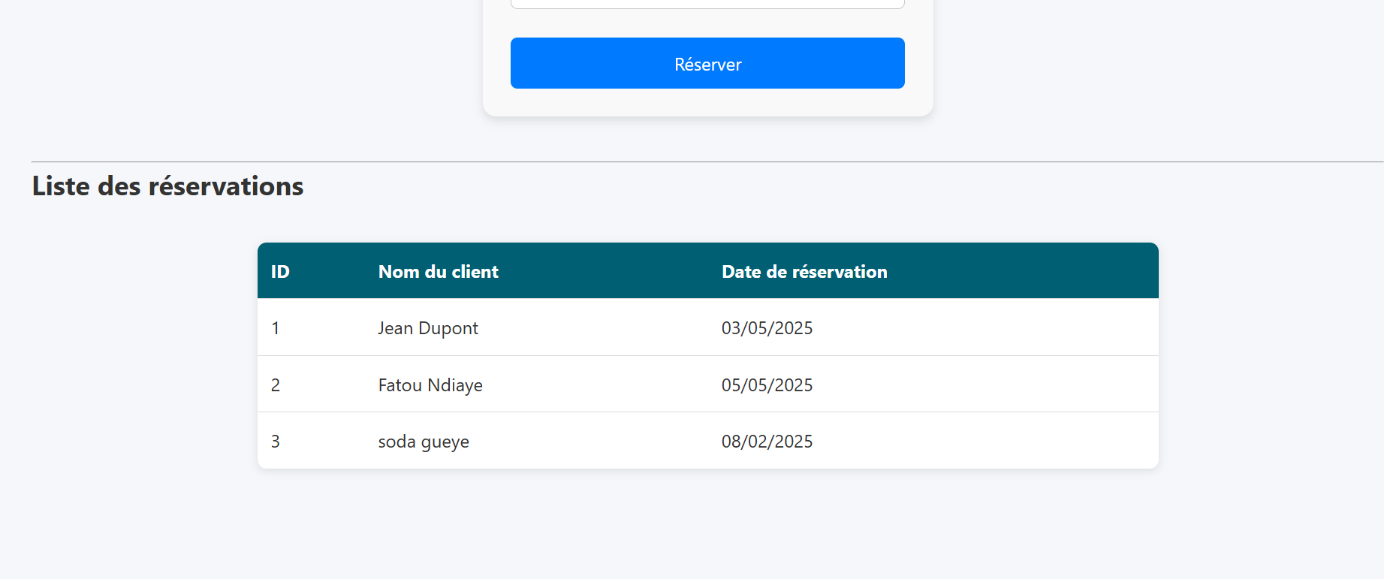 Réserver
Liste des réservations
ID Nom du client Date de réservation
1 Jean Dupont 03/05/2025
2 Fatou Ndiaye 05/05/2025
3 soda gueye 08/02/2025